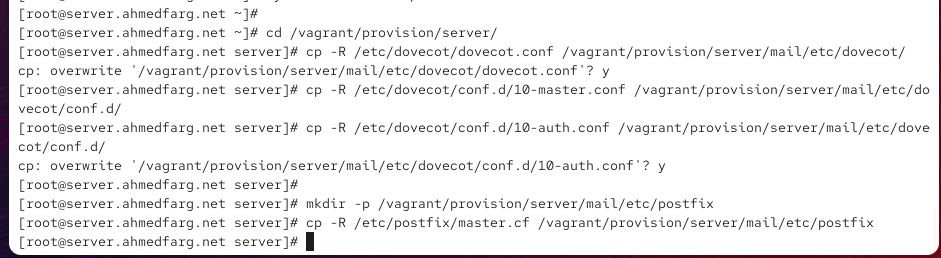 [root@server.ahmedfarg.net ~]#
[root@server.ahmedfarg.net ~]# cd /vagrant/provision/server/
[root@server.ahmedfarg.net server]# cp -R /etc/dovecot/dovecot.conf /vagrant/provision/server/mail/etc/dovecot/
cp: overwrite '/vagrant/provision/server/mail/etc/dovecot/dovecot.conf'? y
[root@server.ahmedfarg.net server]# cp -R /etc/dovecot/conf.d/10-master.conf /vagrant/provision/server/mail/etc/do
vecot/conf.d/
[root@server.ahmedfarg.net server]# cp -R /etc/dovecot/conf.d/10-auth.conf /vagrant/provision/server/mail/etc/dove
cot/conf.d/
cp: overwrite '/vagrant/provision/server/mail/etc/dovecot/conf.d/10-auth.conf'? y
[root@server.ahmedfarg.net server]#
[root@server.ahmedfarg.net server]# mkdir -p /vagrant/provision/server/mail/etc/postfix
[root@server.ahmedfarg.net server]# cp -R /etc/postfix/master.cf /vagrant/provision/server/mail/etc/postfix
[root@server.ahmedfarg.net server]#